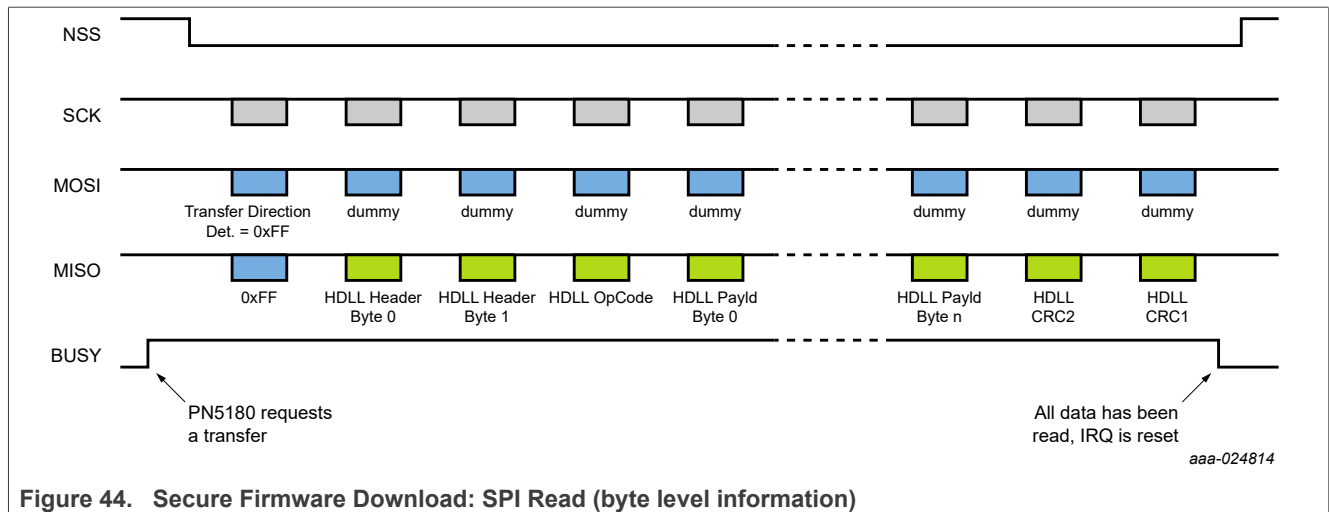 NSS
SCK
MOSI
Transfer Direction dummy dummy dummy dummy dummy dummy dummy
Det. = 0xFF
MISO
0xFF HDLL Header HDLL Header HDLL OpCode HDLL Payld HDLL Payld HDLL HDLL
Byte 0 Byte 1 Byte 0 Byte n CRC2 CRC1
BUSY
PN5180 requests All data has been
a transfer read, IRQ is reset
aaa-024814
Figure 44. Secure Firmware Download: SPI Read (byte level information)